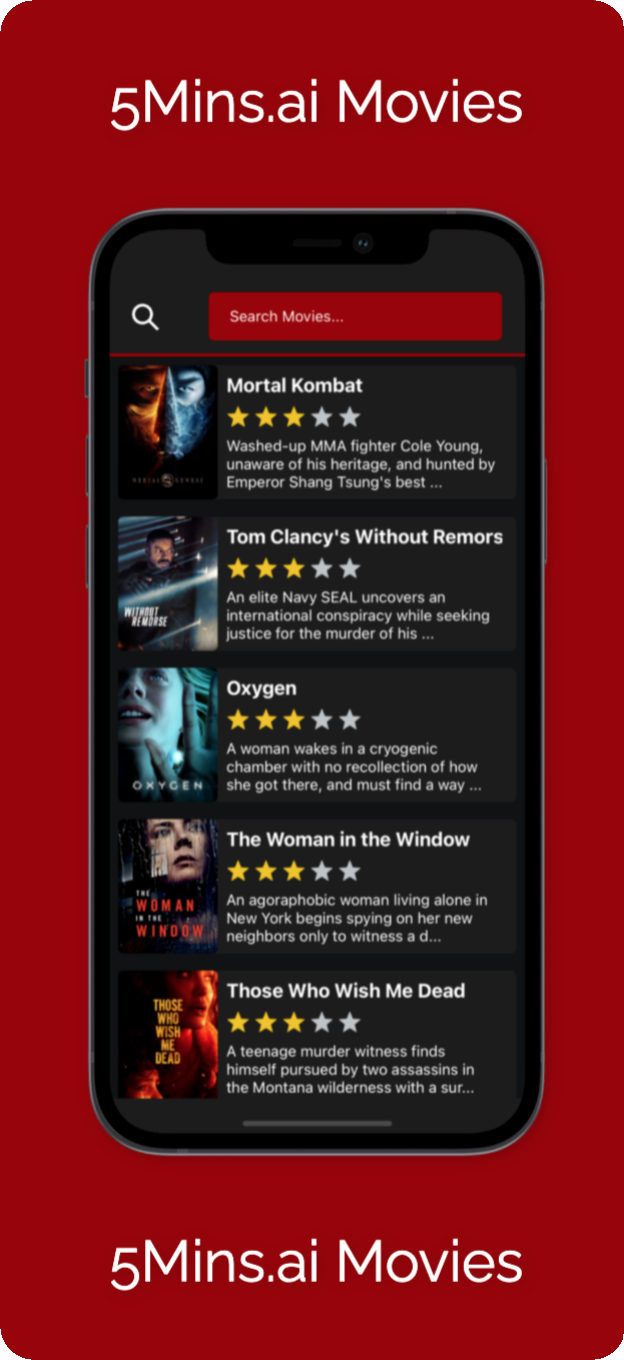 5Mins.ai Movies
Search Movies...
Mortal Kombat
Washed-up MMA fighter Cole Young,
unaware of his heritage, and hunted by
Emperor Shang Tsung's best ...
MORTAL KOMBAT
Tom Clancy's Without Remors
An elite Navy SEAL uncovers an
international conspiracy while seeking
justice for the murder of his ...
WITHOUT
REMORSE
Oxygen
A woman wakes in a cryogenic
chamber with no recollection of how
she got there, and must find a way ...
OXYGEN
The Woman in the Window
An agoraphobic woman living alone in
New York begins spying on her new
neighbors only to witness a d...
THE
WOMAN
IN THE
WINDOW
Those Who Wish Me Dead
A teenage murder witness finds
himself pursued by two assassins in
the Montana wilderness with a sur...
THOSE
WHO
WISH
ME
DEAD
5Mins.ai Movies